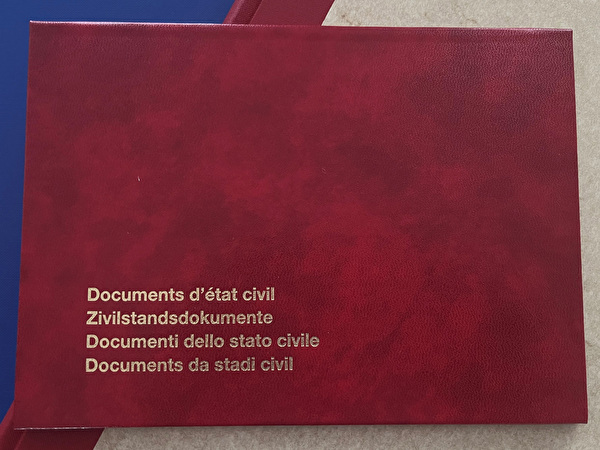 Documents d'état civil
Zivilstandsdokumente
Documenti dello stato civile
Documents da stadi civil